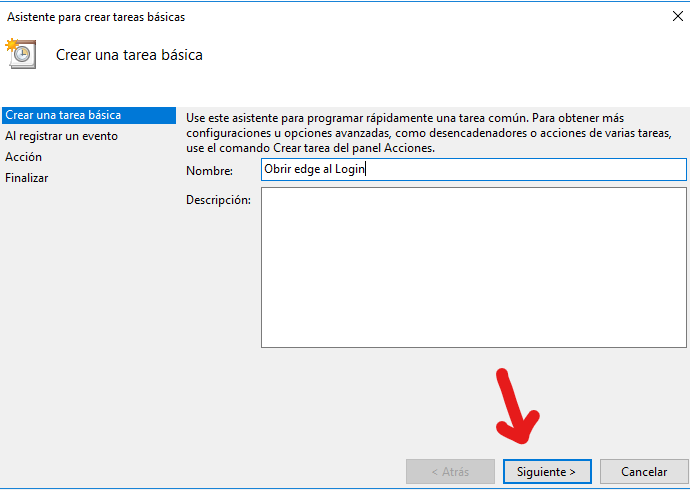 Asistente para crear tareas básicas
Crear una tarea básica
Crear una tarea básica
Al registrar un evento
Acción
Finalizar
Use este asistente para programar rápidamente una tarea común. Para obtener más
configuraciones u opciones avanzadas, como desencadenadores o acciones de varias tareas,
use el comando Crear tarea del panel Acciones.
Nombre:
Obrir edge al Login
Descripción:
< Atrás
Siguiente >
Cancelar